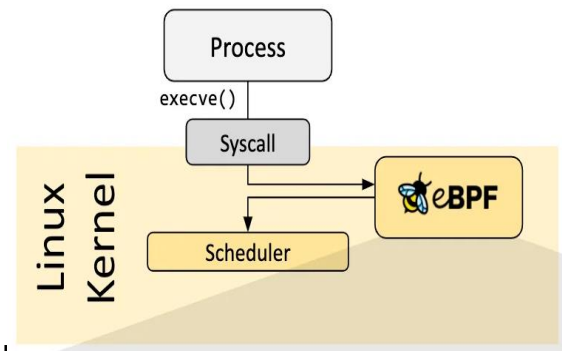 Process
execve()
Syscall
eBPF
Scheduler
Linux
Kernel